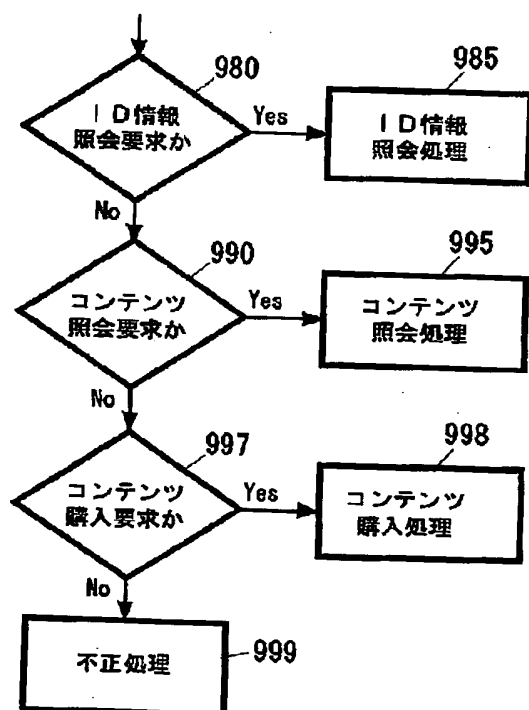 980
ＩＤ情報
照会要求か
Yes
985
ＩＤ情報
照会処理
No
990
コンテンツ
照会要求か
Yes
995
コンテンツ
照会処理
No
997
コンテンツ
購入要求か
Yes
998
コンテンツ
購入処理
No
不正処理
999